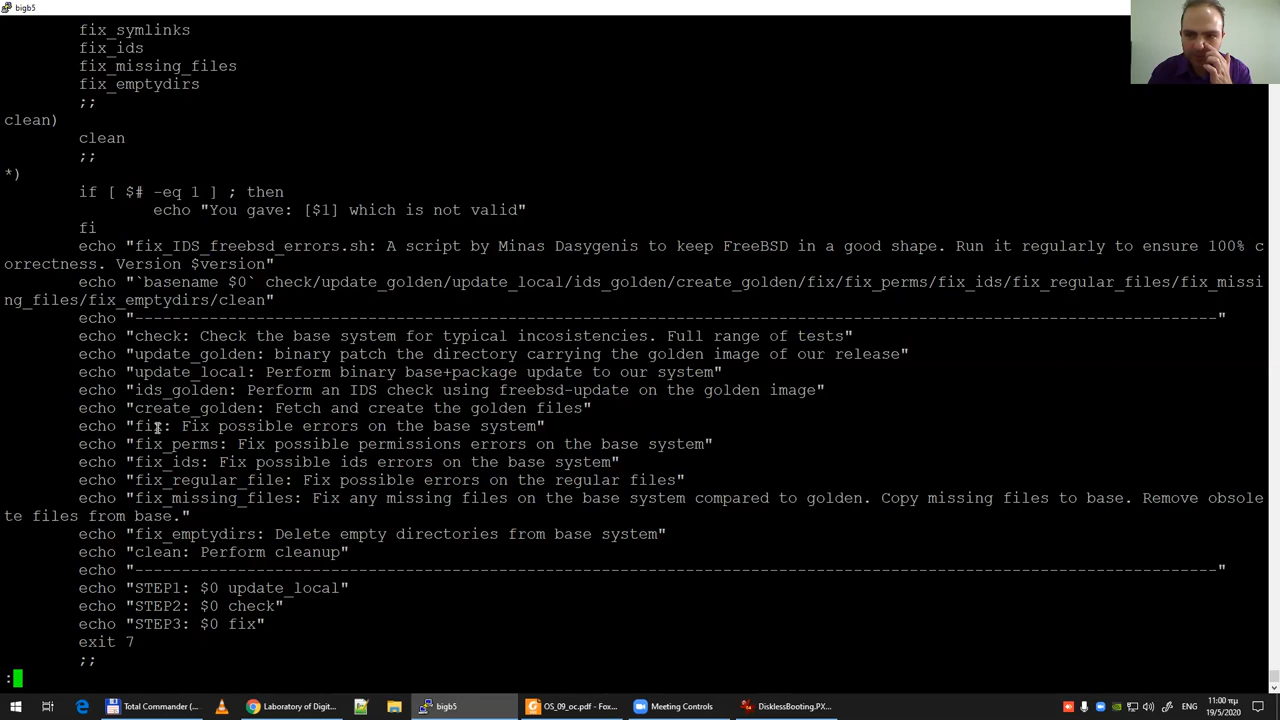 bigb5
fix_symlinks
fix_ids
fix_missing_files
fix_emptydirs
;;
clean)
clean
;;
*)
if [ $# -eq 1 ] ; then
echo "You gave: [$1] which is not valid"
fi
echo "fix_IDS_freebsd_errors.sh: A script by Minas Dasygenis to keep FreeBSD in a good shape. Run it regularly to ensure 100% c
orrectness. Version $version"
echo "`basename $0` check/update_golden/update_local/ids_golden/create_golden/fix/fix_perms/fix_ids/fix_regular_files/fix_missi
ng_files/fix_emptydirs/clean"
echo "--------------------------------------------------------------------------------------------------------------------"
echo "check: Check the base system for typical incosistencies. Full range of tests"
echo "update_golden: binary patch the directory carrying the golden image of our release"
echo "update_local: Perform binary base+package update to our system"
echo "ids_golden: Perform an IDS check using freebsd-update on the golden image"
echo "create_golden: Fetch and create the golden files"
echo "fix: Fix possible errors on the base system"
echo "fix_perms: Fix possible permissions errors on the base system"
echo "fix_ids: Fix possible ids errors on the base system"
echo "fix_regular_file: Fix possible errors on the regular files"
echo "fix_missing_files: Fix any missing files on the base system compared to golden. Copy missing files to base. Remove obsole
te files from base."
echo "fix_emptydirs: Delete empty directories from base system"
echo "clean: Perform cleanup"
echo "--------------------------------------------------------------------------------------------------------------------"
echo "STEP1: $0 update_local"
echo "STEP2: $0 check"
echo "STEP3: $0 fix"
exit 7
;;
:
Total Commander (... Laboratory of Digit... bigb5 OS_09_oc.pdf - Fox... Meeting Controls DisklessBooting.PX... ΕΝG 11:00 πμ
19/5/2020